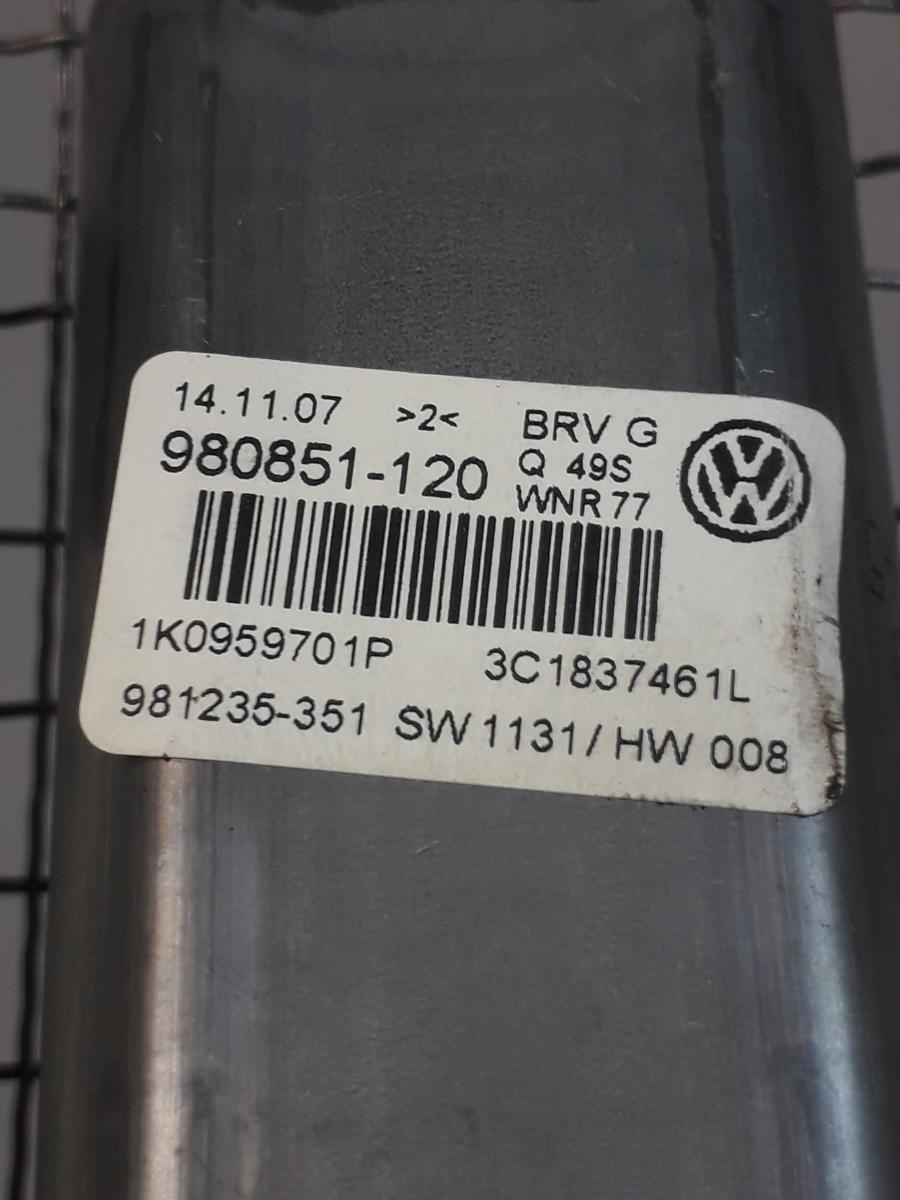 14.11.07 >2< BRV G
980851-120 Q 49S
WNR 77
1K0959701P 3C1837461L
981235-351 SW 1131 / HW 008